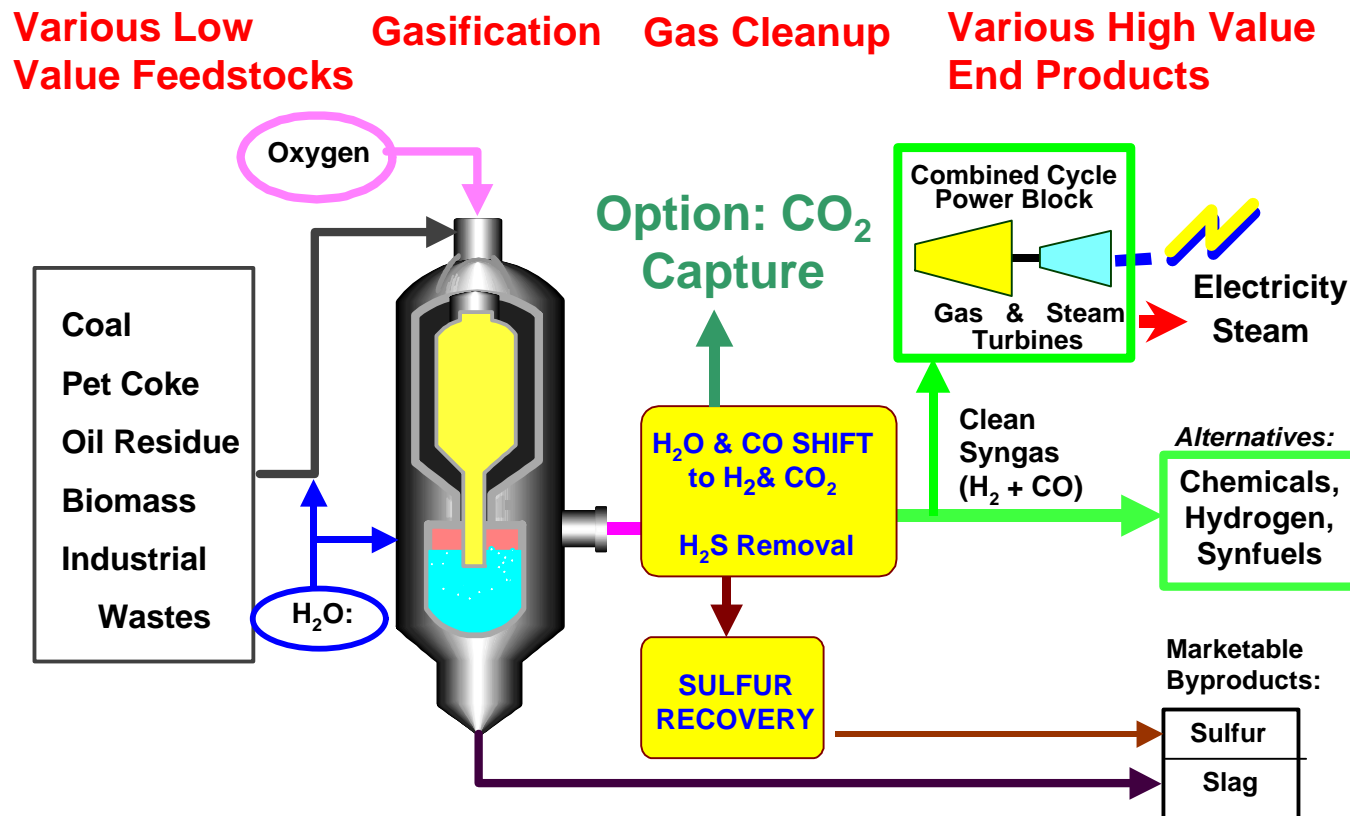 Various Low
Value Feedstocks
Gasification
Gas Cleanup
Various High Value
End Products
Oxygen
Coal
Pet Coke
Oil Residue
Biomass
Industrial
Wastes
H₂O:
Option: CO₂
Capture
H₂O & CO SHIFT
to H₂& CO₂
H₂S Removal
SULFUR
RECOVERY
Combined Cycle
Power Block
Gas & Steam
Turbines
Electricity
Steam
Clean
Syngas
(H₂ + CO)
Alternatives:
Chemicals,
Hydrogen,
Synfuels
Marketable
Byproducts:
Sulfur
Slag